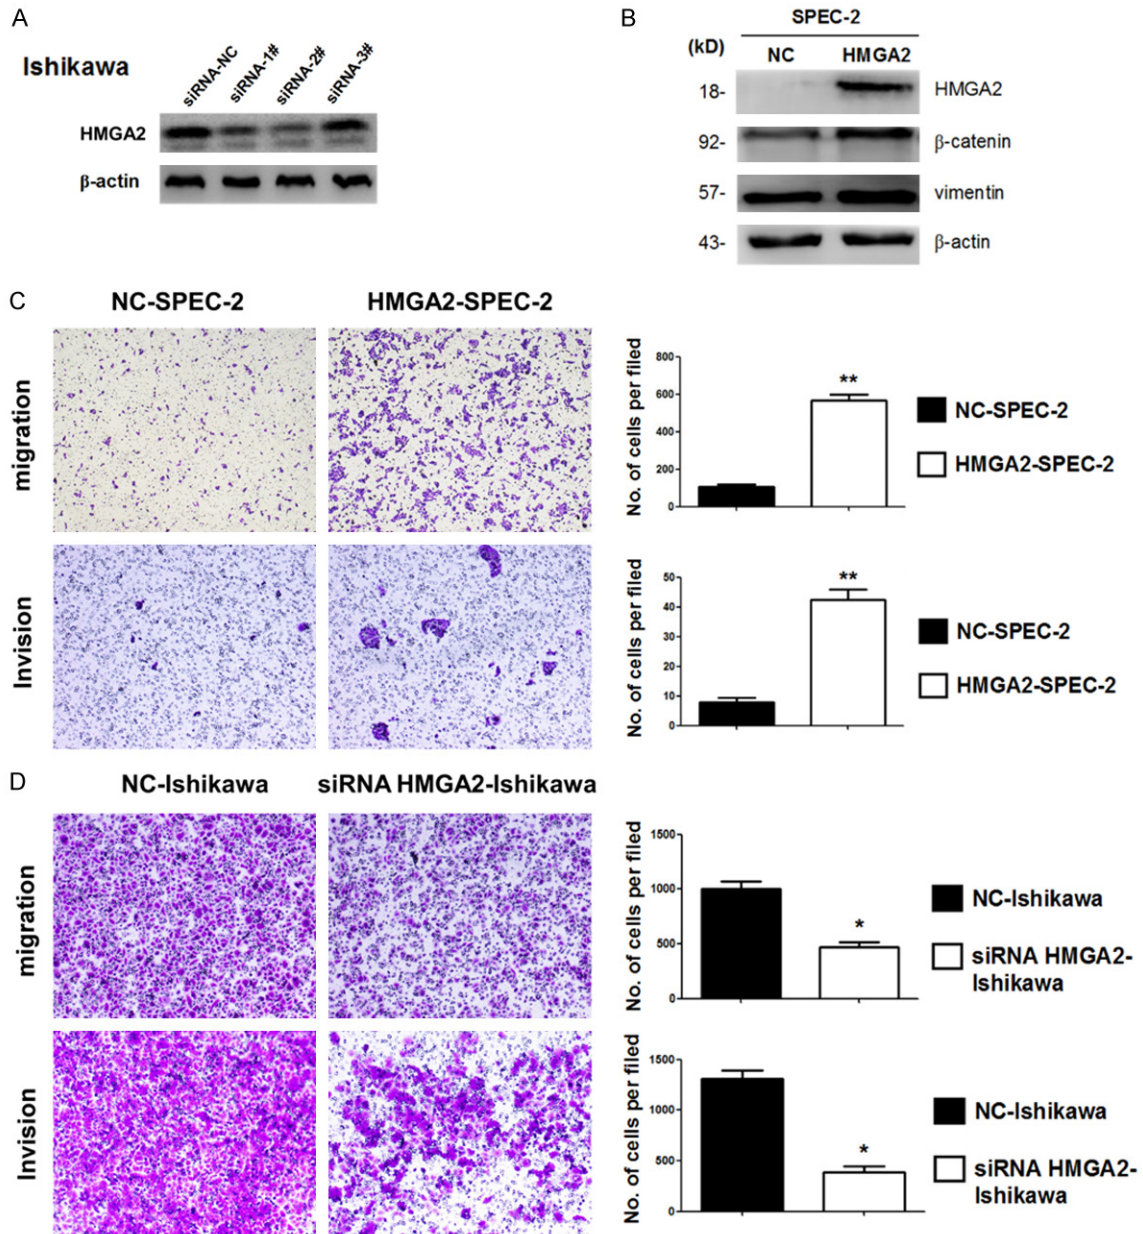 A
Ishikawa
siRNA-NC
siRNA-1#
siRNA-2#
siRNA-3#
HMGA2
β-actin
B
SPEC-2
(kD)
NC
HMGA2
18-
HMGA2
92-
β-catenin
57-
vimentin
43-
β-actin
C
NC-SPEC-2
HMGA2-SPEC-2
migration
No. of cells per filed
800
600
400
200
0
**
NC-SPEC-2
HMGA2-SPEC-2
Invision
No. of cells per filed
50
40
30
20
10
0
**
NC-SPEC-2
HMGA2-SPEC-2
D
NC-Ishikawa
siRNA HMGA2-Ishikawa
migration
No. of cells per filed
1500
1000
500
0
*
NC-Ishikawa
siRNA HMGA2-
Ishikawa
Invision
No. of cells per filed
1500
1000
500
0
*
NC-Ishikawa
siRNA HMGA2-
Ishikawa